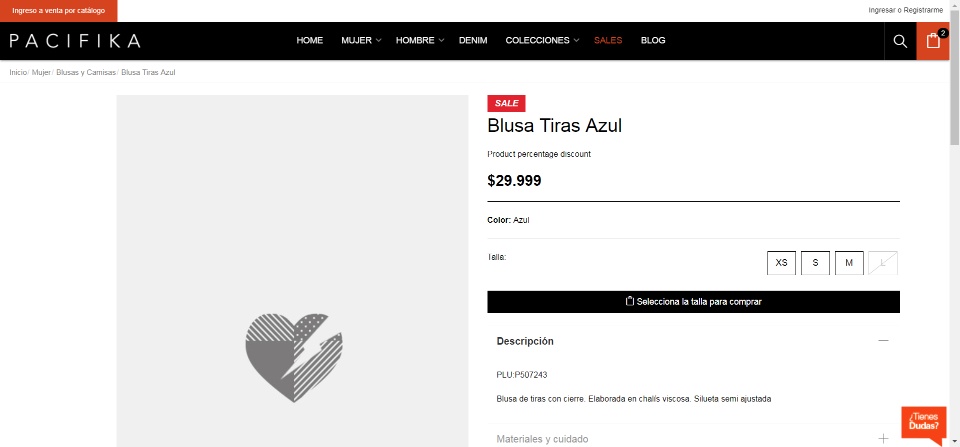 Ingreso a venta por catálogo
Ingresar o Registrarme
PACIFIKA
HOME MUJER HOMBRE DENIM COLECCIONES SALES BLOG
2
Inicio/ Mujer/ Blusas y Camisas/ Blusa Tiras Azul
SALE
Blusa Tiras Azul
Product percentage discount
$29.999
Color: Azul
Talla:
XS S M L
Selecciona la talla para comprar
Descripción
PLU:P507243
Blusa de tiras con cierre. Elaborada en chalis viscosa. Silueta semi ajustada
Materiales y cuidado
¿Tienes
Dudas?